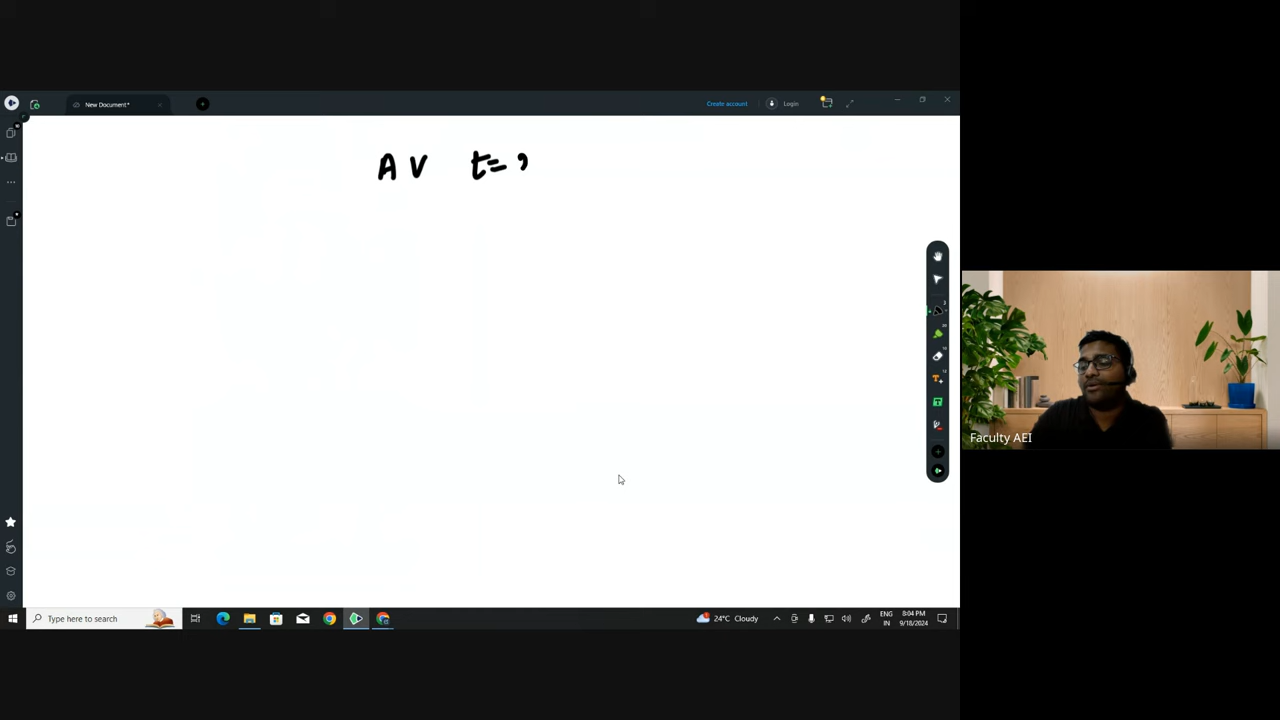 New Document*
Create account
Login
A V t= ,
Faculty AEI
Type here to search
24°C Cloudy
ENG
IN
8:04 PM
9/18/2024